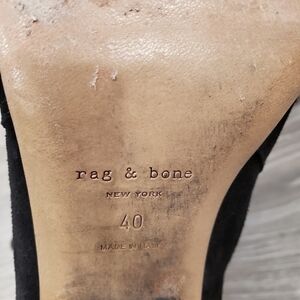 rag & bone
NEW YORK
40
MADE IN ITALY